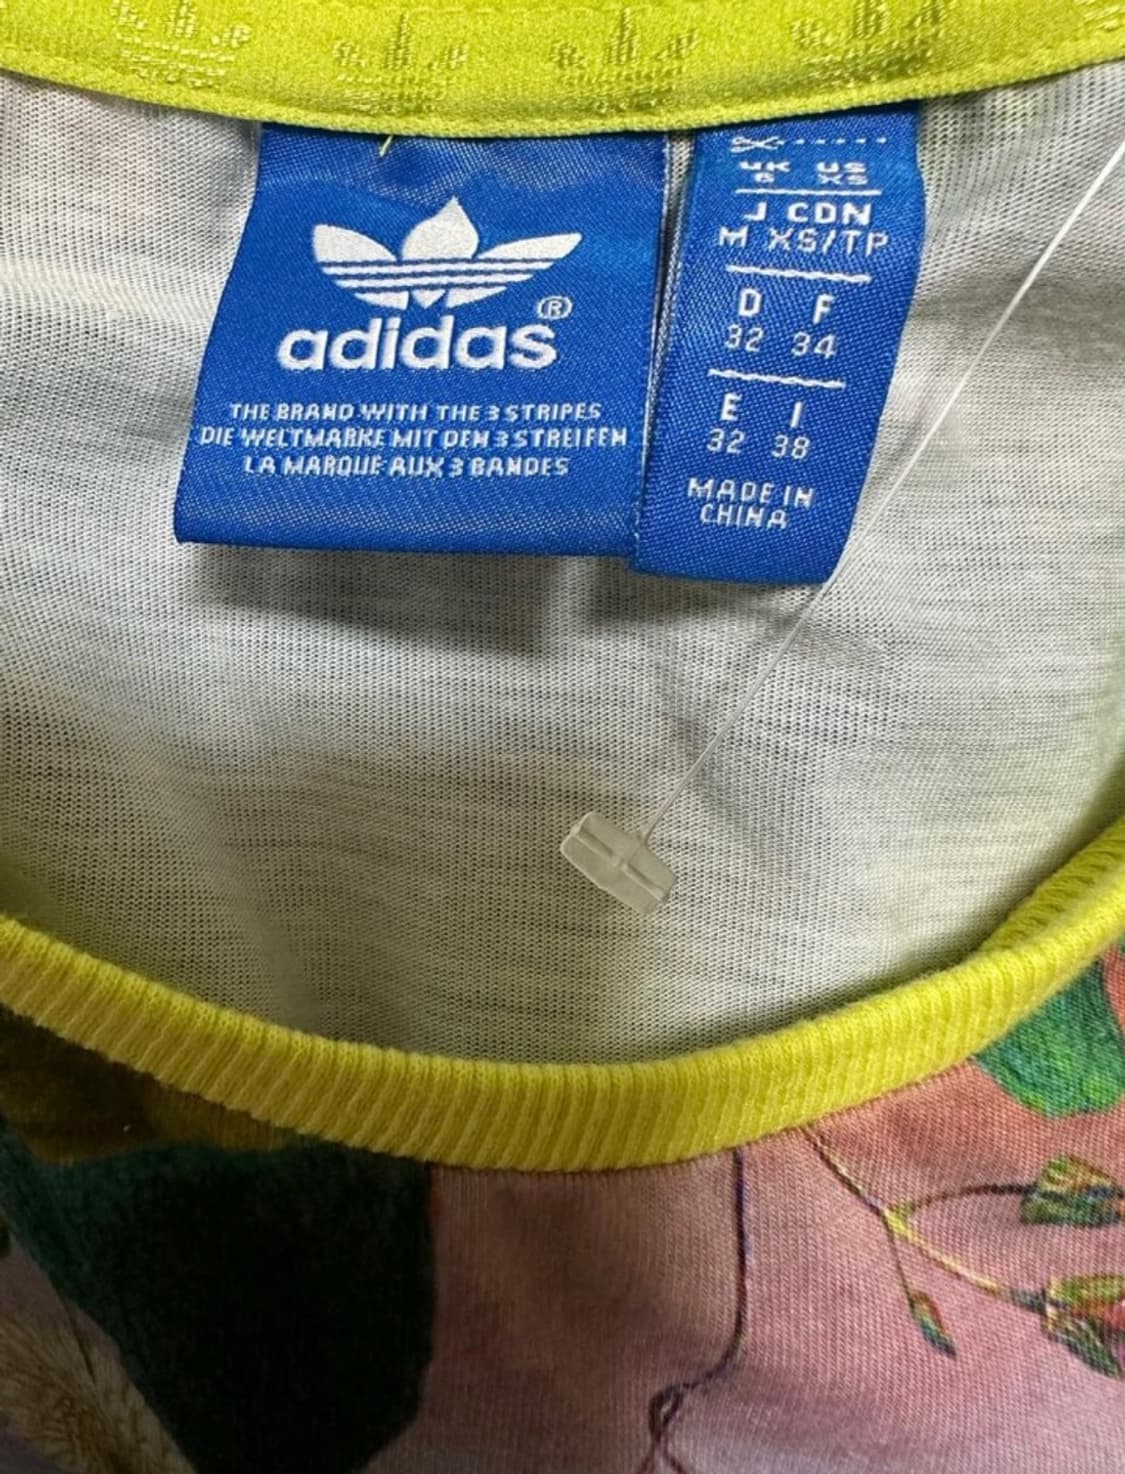 adidas®
THE BRAND WITH THE 3 STRIPES
DIE WELTMARKE MIT DEN 3 STREIFEN
LA MARQUE AUX 3 BANDES
UK US
6 XS
J CDN
M XS/TP
D F
32 34
E I
32 38
MADE IN
CHINA